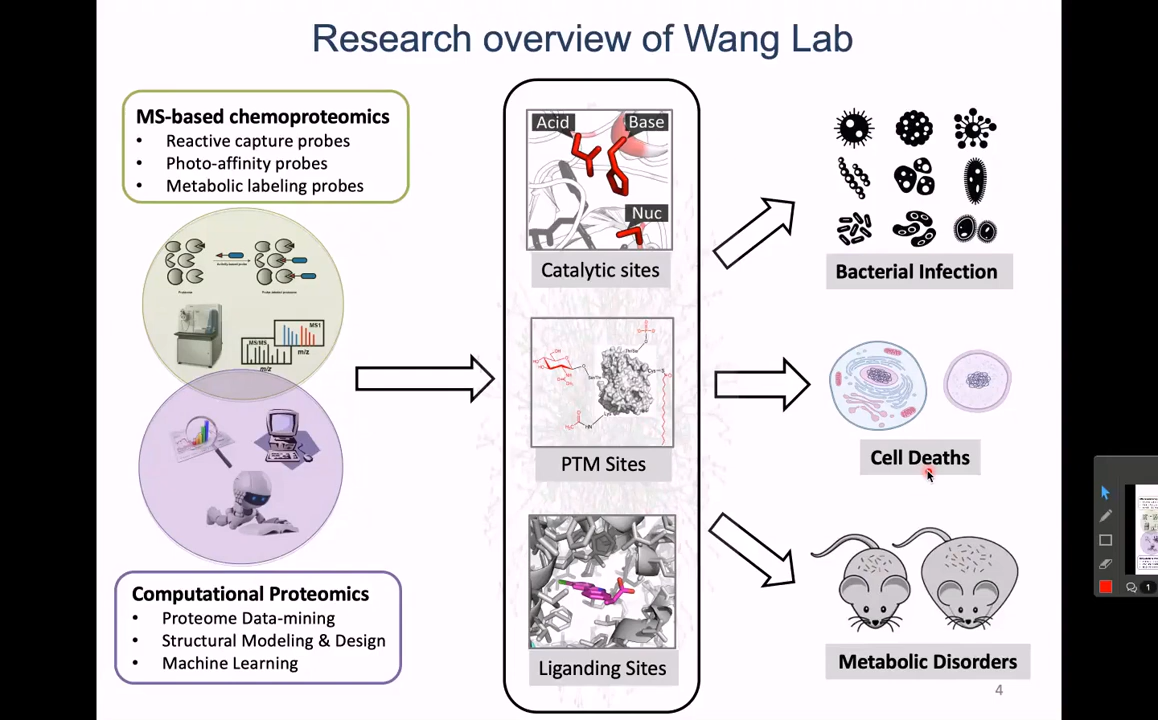 Research overview of Wang Lab
MS-based chemoproteomics
• Reactive capture probes
• Photo-affinity probes
• Metabolic labeling probes
MS1
MS/MS
m/z
m/z
Computational Proteomics
• Proteome Data-mining
• Structural Modeling & Design
• Machine Learning
Acid
Base
Nuc
Catalytic sites
PTM Sites
Liganding Sites
Bacterial Infection
Cell Deaths
Metabolic Disorders
4
1